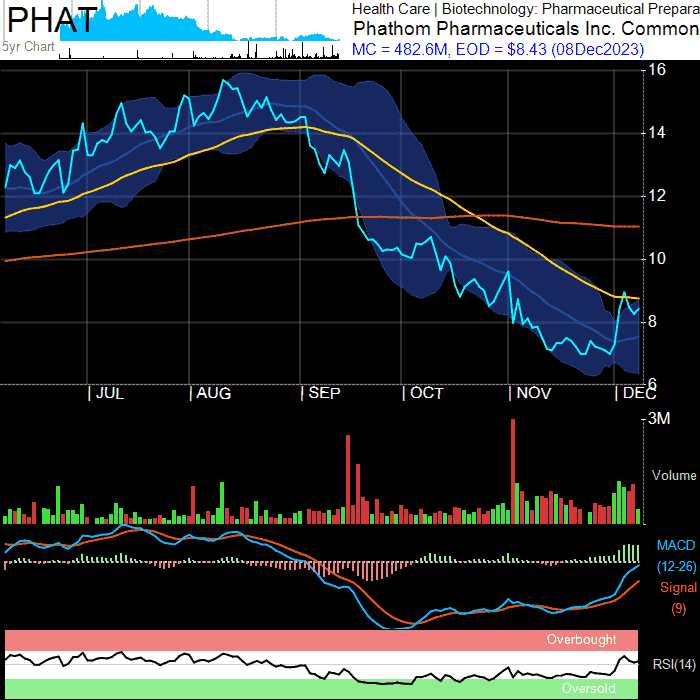 PHAT
5yr Chart
Health Care | Biotechnology: Pharmaceutical Prepara
Phathom Pharmaceuticals Inc. Common
MC = 482.6M, EOD = $8.43 (08Dec2023)
16
14
12
10
8
6
JUL
AUG
SEP
OCT
NOV
DEC
3M
Volume
MACD
(12-26)
Signal
(9)
Overbought
RSI(14)
Oversold